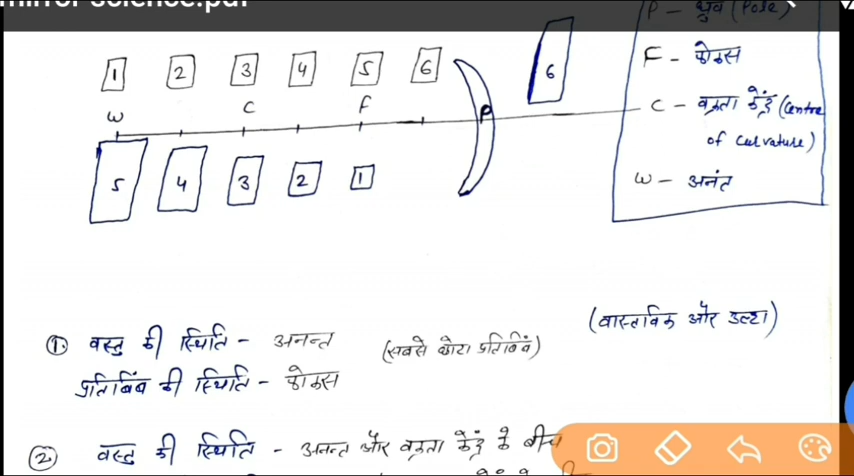 mirror science.pdf
P - ध्रुव (Pole)
1 2 3 4 5 6
6
F - फोकस
W C F
P
C - वक्रता केंद्र (Centre
of curvature)
5 4 3 2 1
W - अनंत
(वास्तविक और उल्टा)
① वस्तु की स्थिति - अनन्त (सबसे छोटा प्रतिबिंब)
प्रतिबिंब की स्थिति - फोकस
② वस्तु की स्थिति - अनन्त और वक्रता केंद्र के बीच